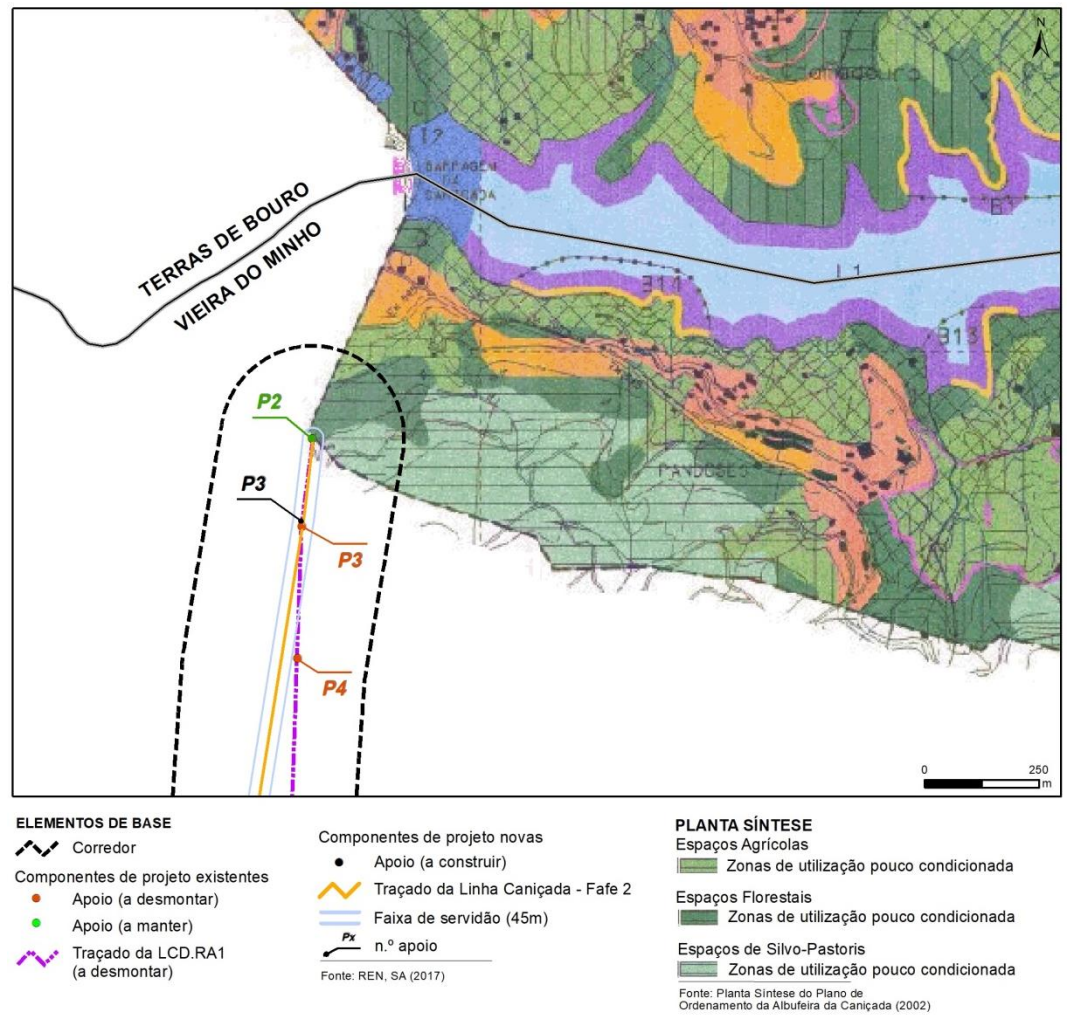 N
I2
BARRAGEM
DA
CANIÇADA
TERRAS DE BOURO
VIEIRA DO MINHO
B3
L1
B14
B13
PANDOSES
P2
P3
P3
P4
0 250
m
ELEMENTOS DE BASE
Corredor
Componentes de projeto existentes
Apoio (a desmontar)
Apoio (a manter)
Traçado da LCD.RA1
(a desmontar)
Componentes de projeto novas
Apoio (a construir)
Traçado da Linha Caniçada - Fafe 2
Faixa de servidão (45m)
Px
n.º apoio
Fonte: REN, SA (2017)
PLANTA SÍNTESE
Espaços Agrícolas
Zonas de utilização pouco condicionada
Espaços Florestais
Zonas de utilização pouco condicionada
Espaços de Silvo-Pastoris
Zonas de utilização pouco condicionada
Fonte: Planta Síntese do Plano de
Ordenamento da Albufeira da Caniçada (2002)